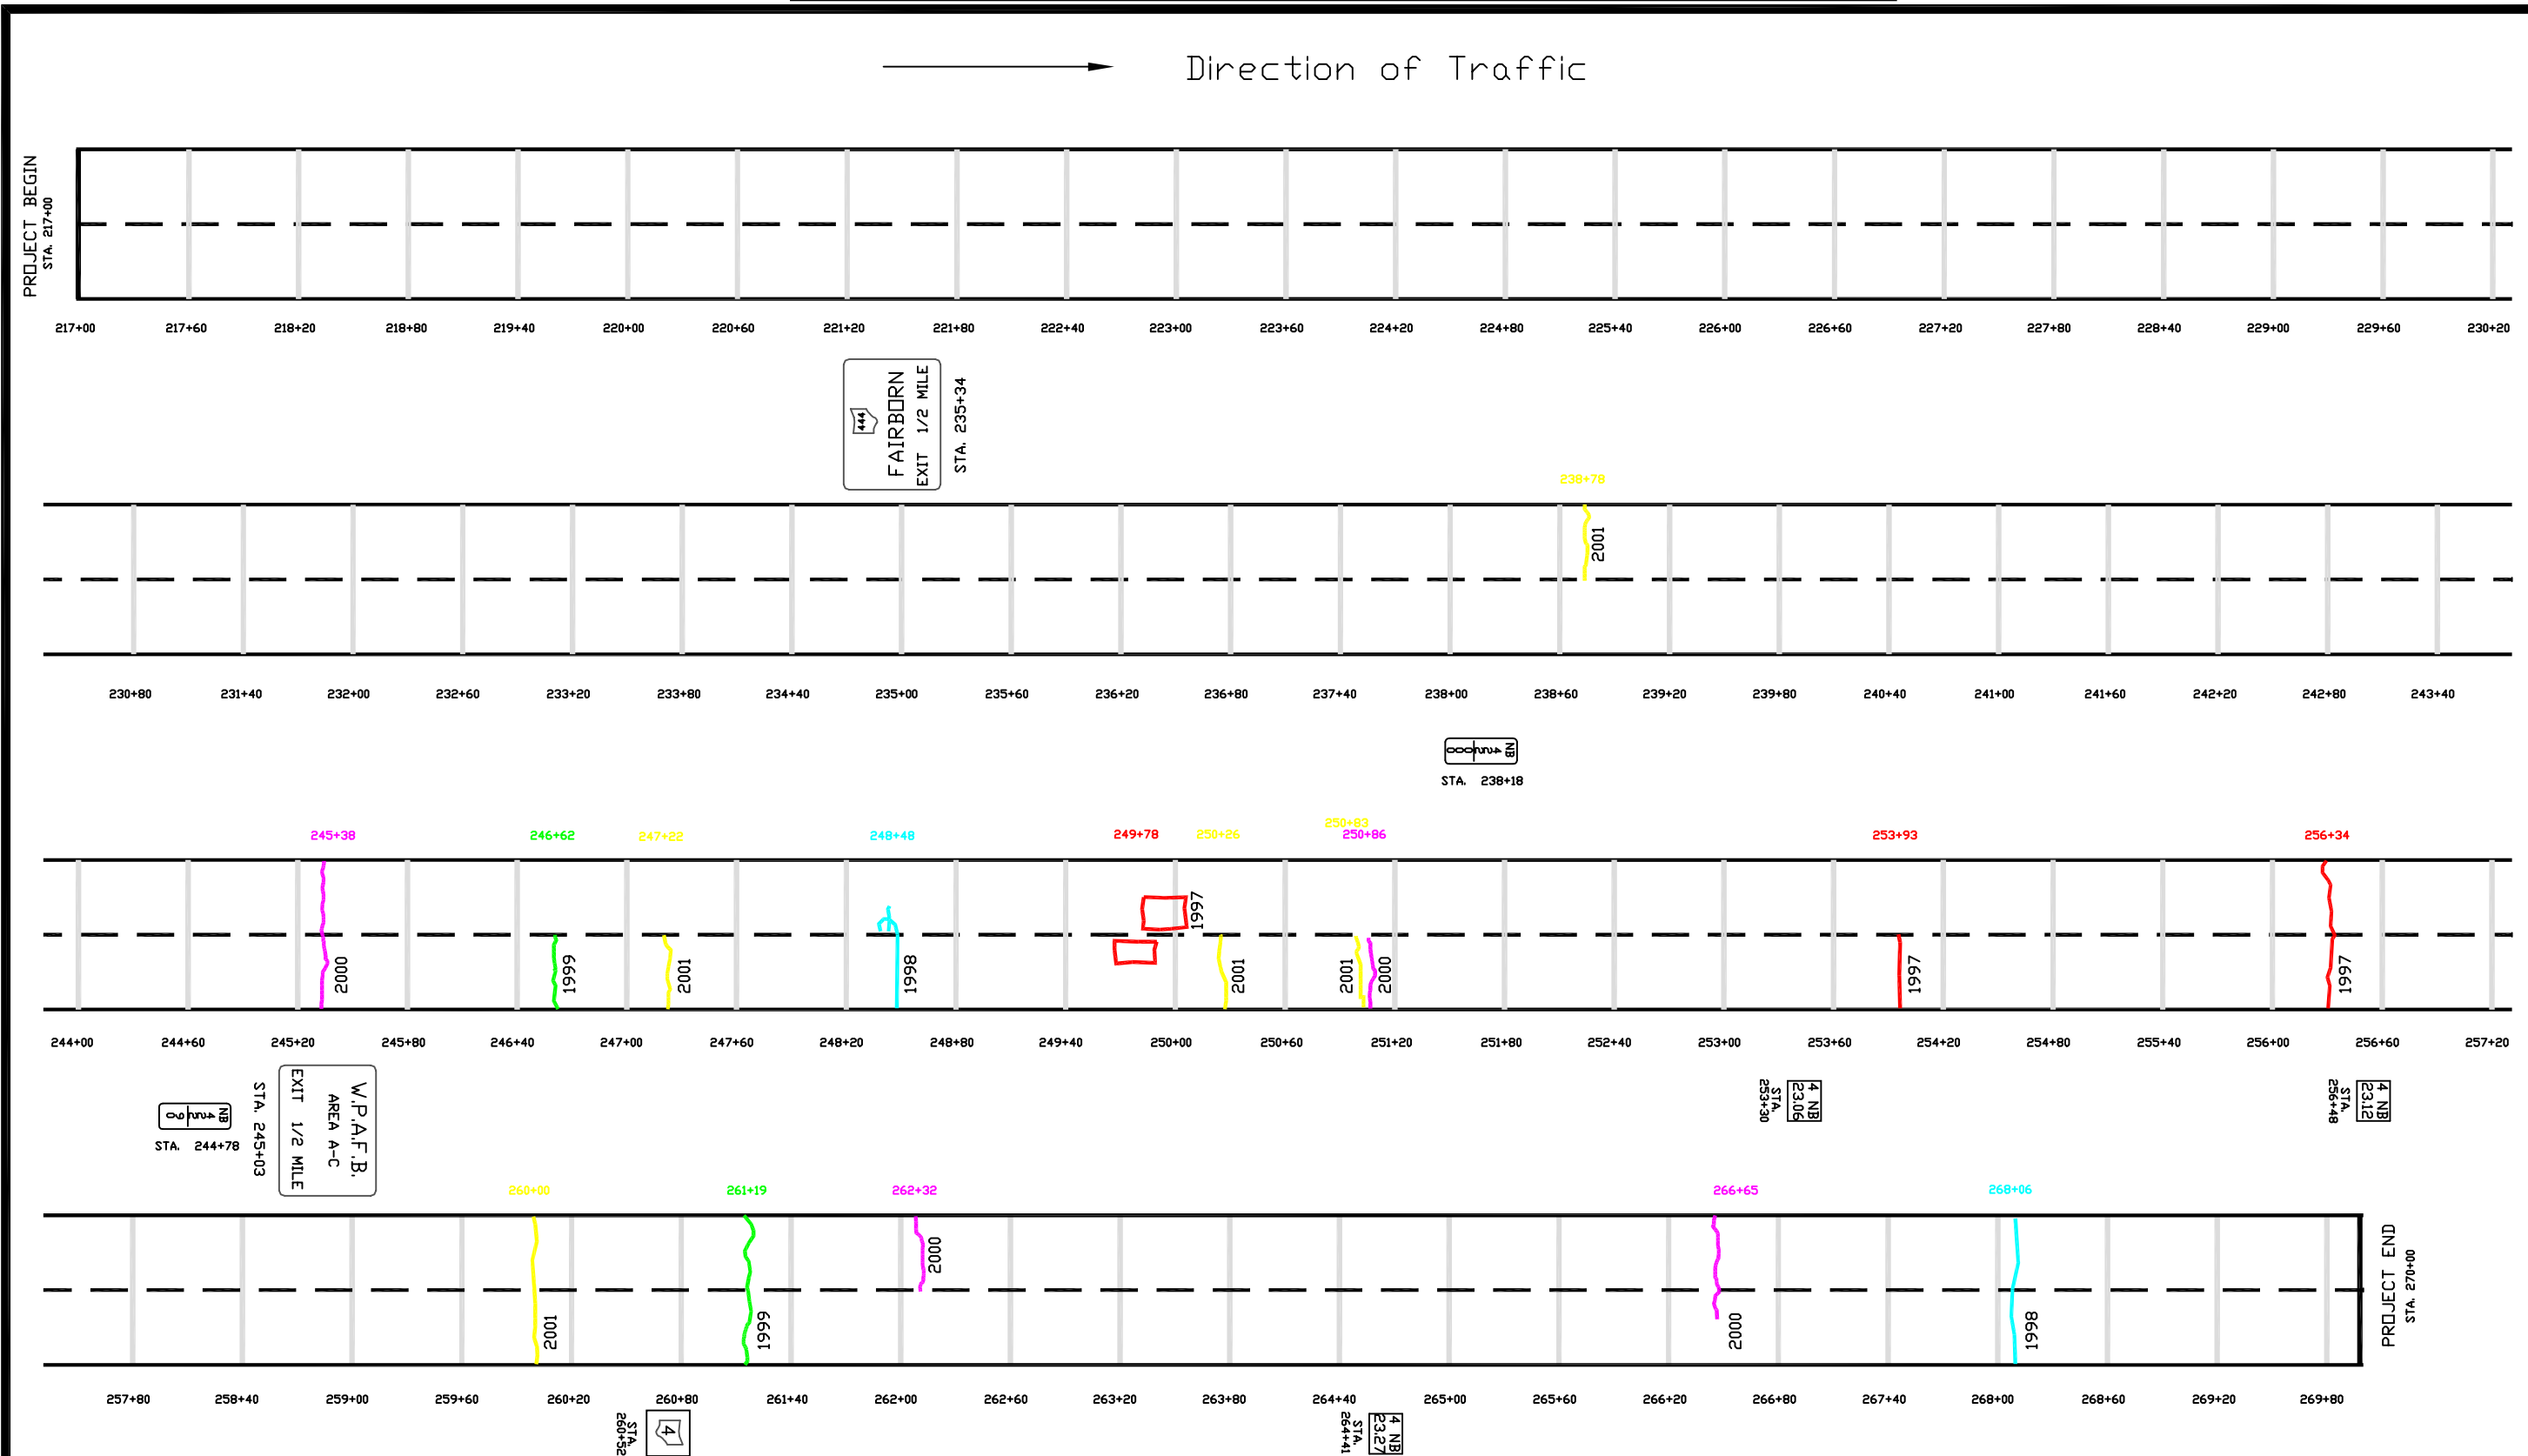 Direction of Traffic
PROJECT BEGIN
STA. 217+00
217+00 217+60 218+20 218+80 219+40 220+00 220+60 221+20 221+80 222+40 223+00 223+60 224+20 224+80 225+40 226+00 226+60 227+20 227+80 228+40 229+00 229+60 230+20
444
FAIRBORN
EXIT 1/2 MILE
STA. 235+34
238+78
2001
230+80 231+40 232+00 232+60 233+20 233+80 234+40 235+00 235+60 236+20 236+80 237+40 238+00 238+60 239+20 239+80 240+40 241+00 241+60 242+20 242+80 243+40
NB
4
22
000
STA. 238+18
245+38 246+62 247+22 248+48 249+78 250+26 250+83 250+86 253+93 256+34
2000 1999 2001 1998 1997 2001 2001 2000 1997 1997
244+00 244+60 245+20 245+80 246+40 247+00 247+60 248+20 248+80 249+40 250+00 250+60 251+20 251+80 252+40 253+00 253+60 254+20 254+80 255+40 256+00 256+60 257+20
NB
4
22
STA. 244+78
W.P.A.F.B.
AREA A-C
EXIT 1/2 MILE
STA. 245+03
4 NB
23.06
STA.
253+30
4 NB
23.12
STA.
256+48
260+00 261+19 262+32 266+65 268+06
2001 1999 2000 2000 1998
PROJECT END
STA. 270+00
257+80 258+40 259+00 259+60 260+20 260+80 261+40 262+00 262+60 263+20 263+80 264+40 265+00 265+60 266+20 266+80 267+40 268+00 268+60 269+20 269+80
4
STA.
260+52
4 NB
23.27
STA.
264+41